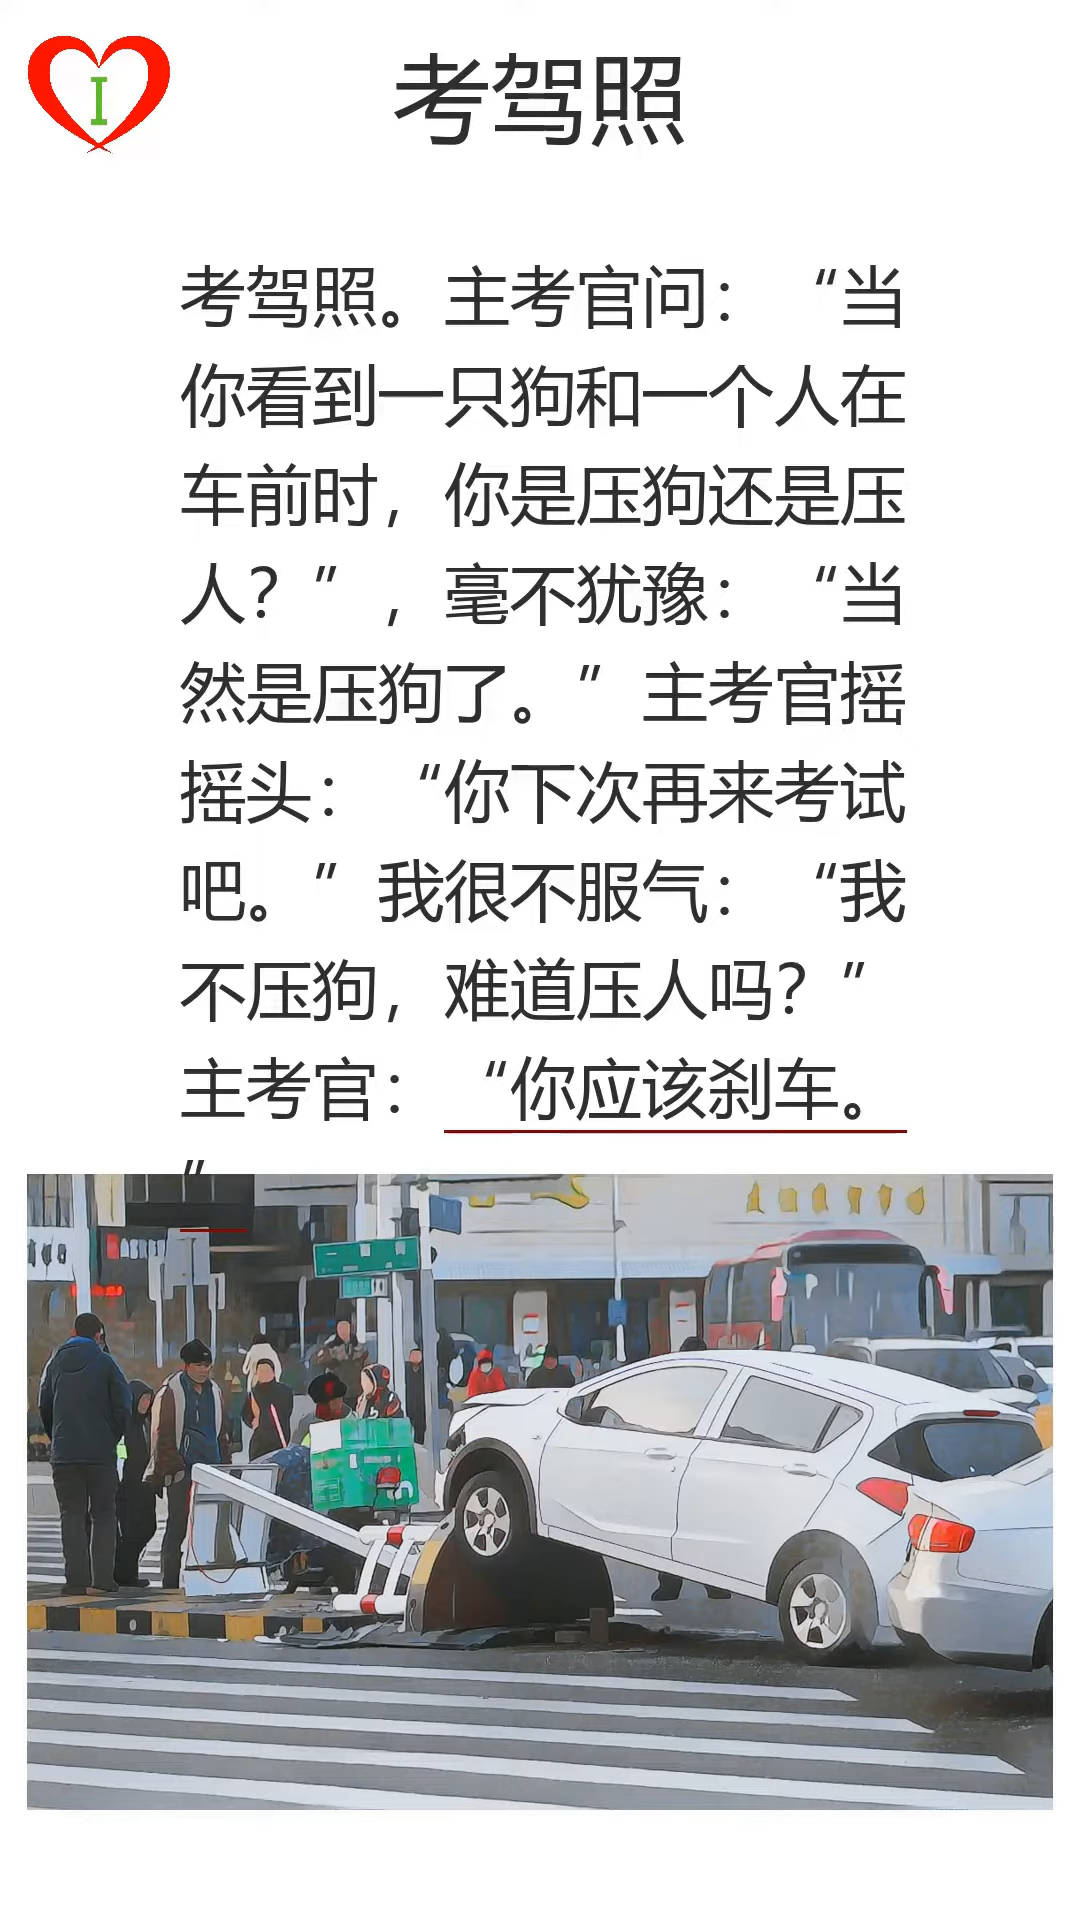 I
考驾照
考驾照。主考官问：“当
你看到一只狗和一个人在
车前时，你是压狗还是压
人？”，毫不犹豫：“当
然是压狗了。”主考官摇
摇头：“你下次再来考试
吧。”我很不服气：“我
不压狗，难道压人吗？”
主考官：“你应该刹车。
”